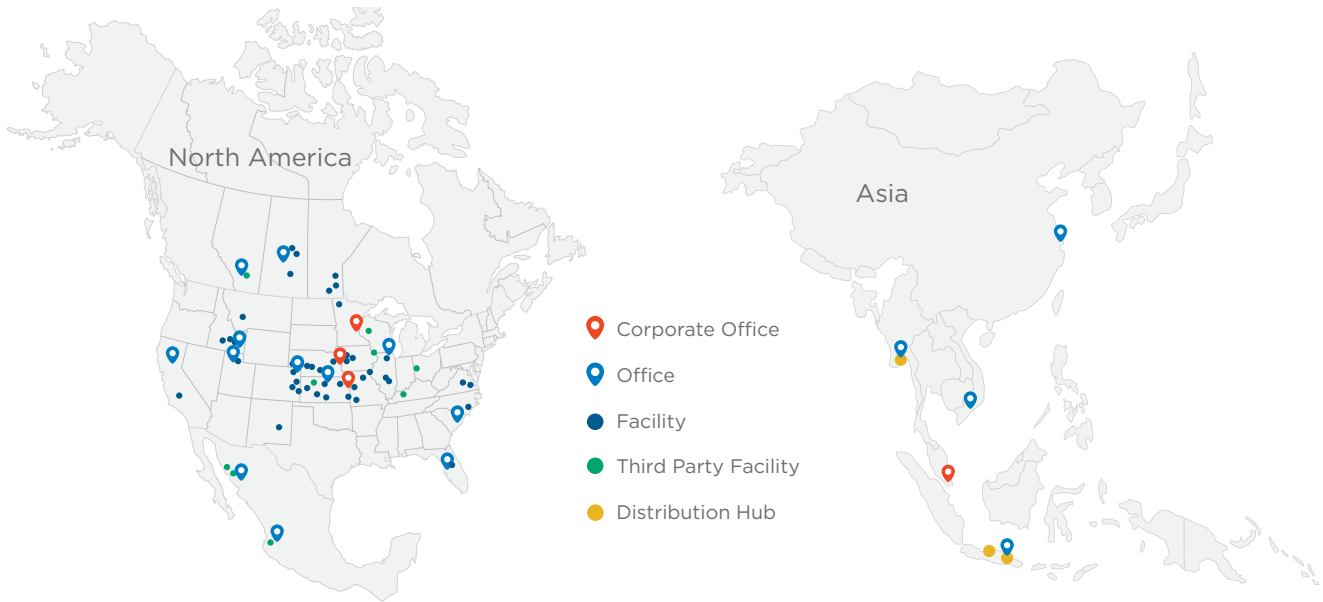 North America
Asia
Corporate Office
Office
Facility
Third Party Facility
Distribution Hub